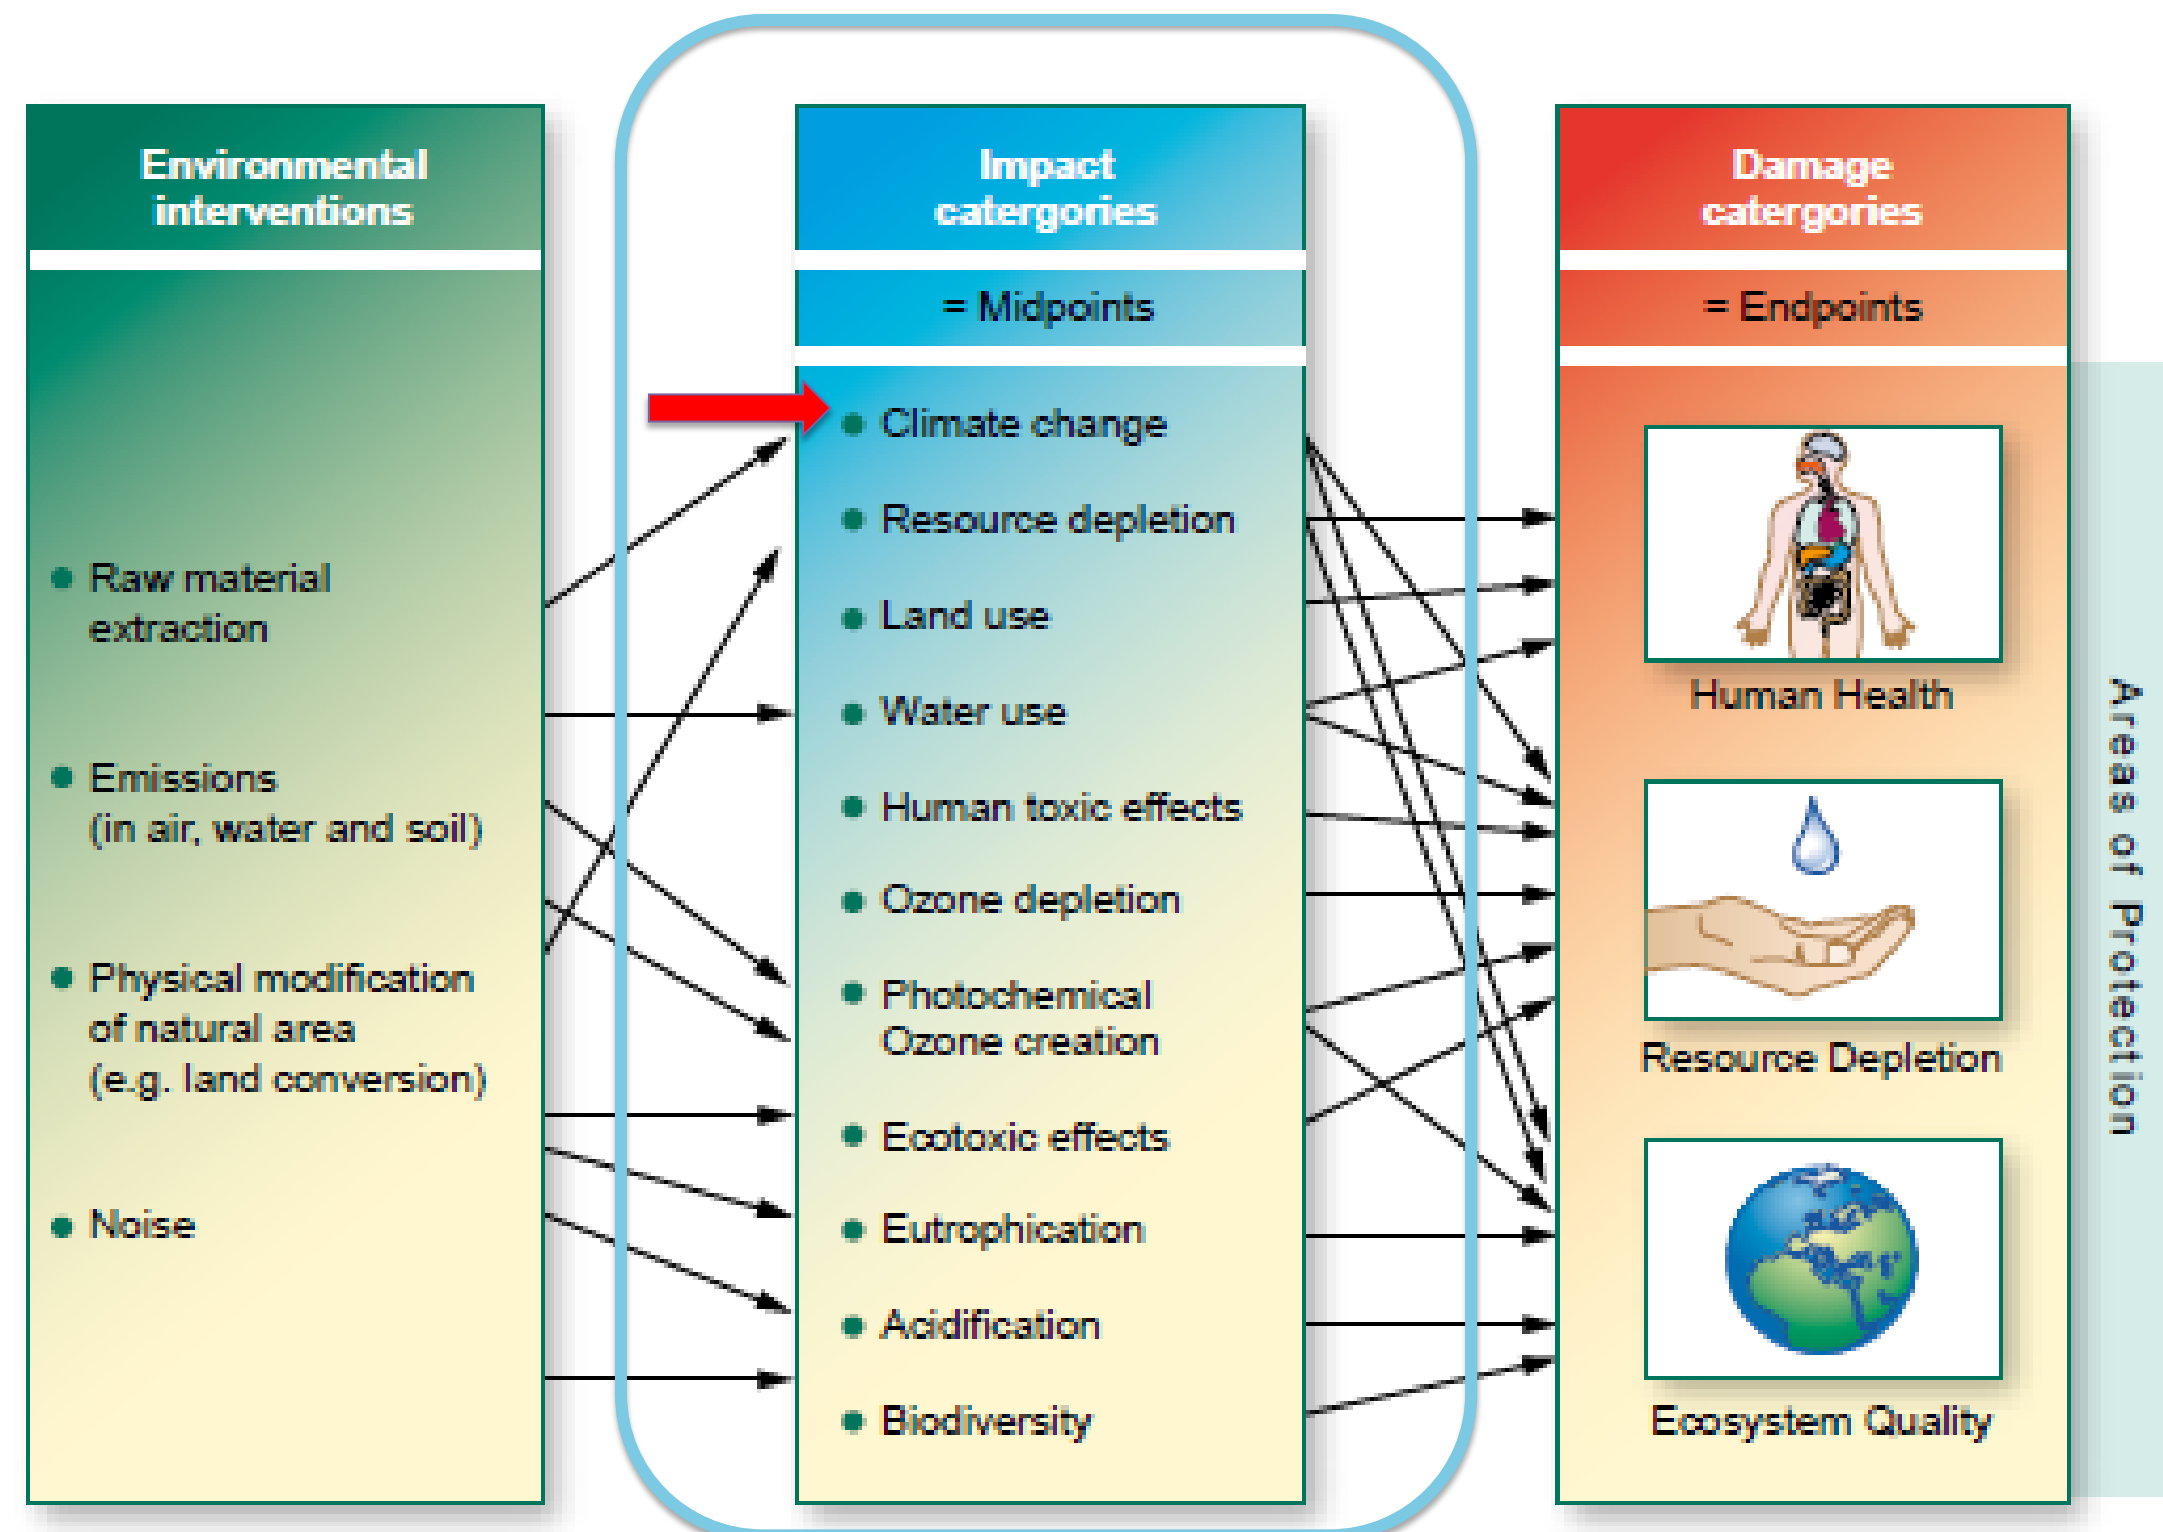 Environmental
interventions
Raw material
extraction
Emissions
(in air, water and soil)
Physical modification
of natural area
(e.g. land conversion)
Noise
Impact
catergories
= Midpoints
Climate change
Resource depletion
Land use
Water use
Human toxic effects
Ozone depletion
Photochemical
Ozone creation
Ecotoxic effects
Eutrophication
Acidification
Biodiversity
Damage
catergories
= Endpoints
Human Health
Resource Depletion
Ecosystem Quality
Areas of Protection